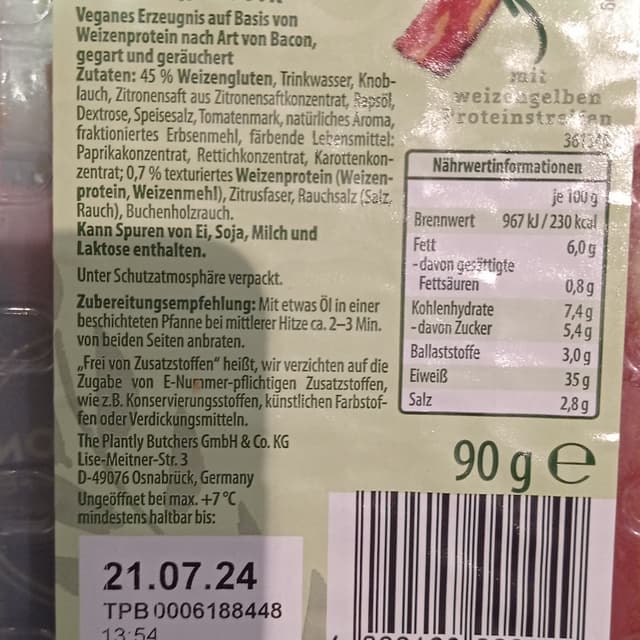 Veganes Erzeugnis auf Basis von
Weizenprotein nach Art von Bacon,
gegart und geräuchert
Zutaten: 45 % Weizengluten, Trinkwasser, Knob-
lauch, Zitronensaft aus Zitronensaftkonzentrat, Rapsöl,
Dextrose, Speisesalz, Tomatenmark, natürliches Aroma,
fraktioniertes Erbsenmehl, färbende Lebensmittel:
Paprikakonzentrat, Rettichkonzentrat, Karottenkon-
zentrat; 0,7 % texturiertes Weizenprotein (Weizen-
protein, Weizenmehl), Zitrusfaser, Rauchsalz (Salz,
Rauch), Buchenholzrauch.
Kann Spuren von Ei, Soja, Milch und
Laktose enthalten.
Unter Schutzatmosphäre verpackt.
Zubereitungsempfehlung: Mit etwas Öl in einer
beschichteten Pfanne bei mittlerer Hitze ca. 2–3 Min.
von beiden Seiten anbraten.
„Frei von Zusatzstoffen" heißt, wir verzichten auf die
Zugabe von E-Nummer-pflichtigen Zusatzstoffen,
wie z.B. Konservierungsstoffen, künstlichen Farbstof-
fen oder Verdickungsmitteln.
The Plantly Butchers GmbH & Co. KG
Lise-Meitner-Str. 3
D-49076 Osnabrück, Germany
Ungeöffnet bei max. +7 °C
mindestens haltbar bis:
21.07.24
TPB0006188448
13:54
mit
weizengelben
Proteinstreifen
Nährwertinformationen
je 100 g
Brennwert 967 kJ / 230 kcal
Fett 6,0 g
- davon gesättigte
Fettsäuren 0,8 g
Kohlenhydrate 7,4 g
- davon Zucker 5,4 g
Ballaststoffe 3,0 g
Eiweiß 35 g
Salz 2,8 g
90 g e